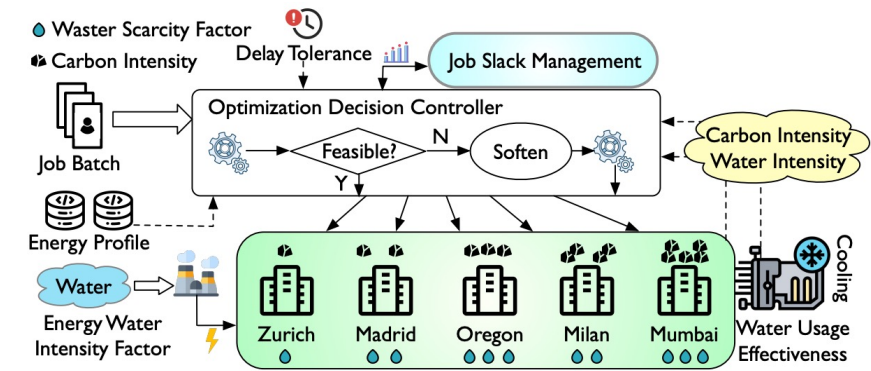 Waster Scarcity Factor
Carbon Intensity
Delay Tolerance
Job Slack Management
Job Batch
Optimization Decision Controller
Feasible?
N
Soften
Y
Carbon Intensity
Water Intensity
Energy Profile
Water
Energy Water
Intensity Factor
Zurich
Madrid
Oregon
Milan
Mumbai
Cooling
Water Usage
Effectiveness